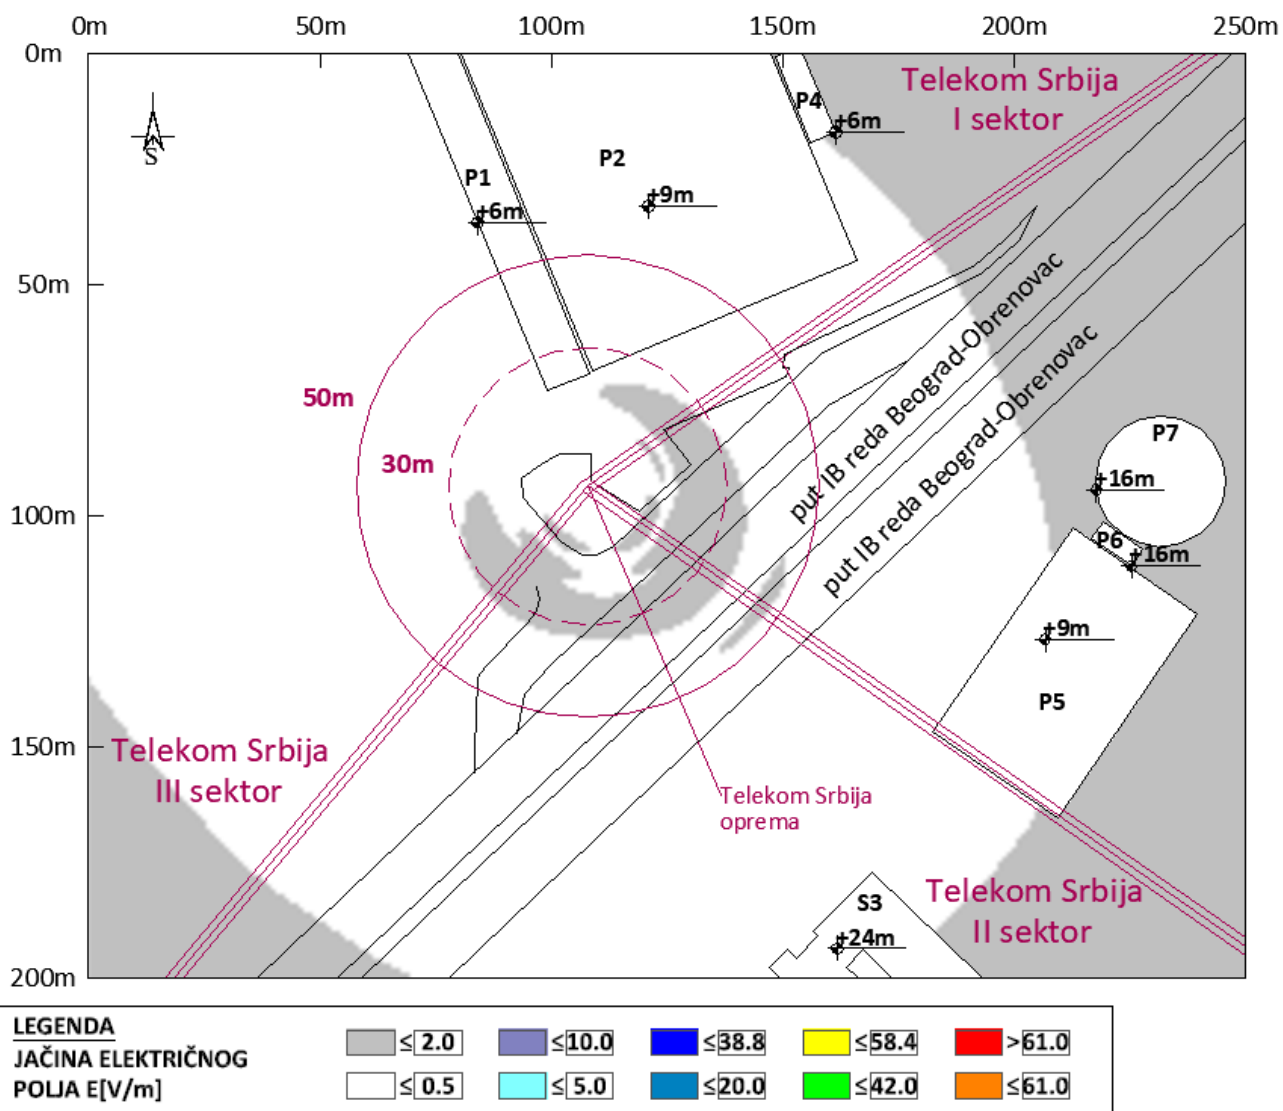 0m 50m 100m 150m 200m 250m
0m
Telekom Srbija
I sektor
P4
+6m
S
P2
P1
+9m
+6m
50m
put IB reda Beograd-Obrenovac
put IB reda Beograd-Obrenovac
50m
30m
P7
+16m
100m
P6
+16m
+9m
P5
150m
Telekom Srbija
III sektor
Telekom Srbija
oprema
Telekom Srbija
II sektor
S3
+24m
200m
LEGENDA
JAČINA ELEKTRIČNOG
POLJA E[V/m]
≤ 2.0 ≤10.0 ≤38.8 ≤58.4 >61.0
≤ 0.5 ≤ 5.0 ≤20.0 ≤42.0 ≤61.0